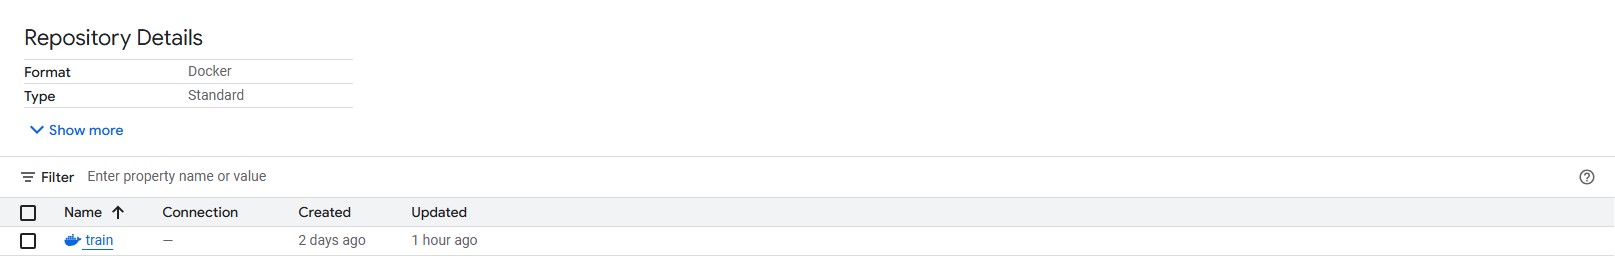 Repository Details
Format Docker
Type Standard
Show more
Filter Enter property name or value
Name Connection Created Updated
train — 2 days ago 1 hour ago